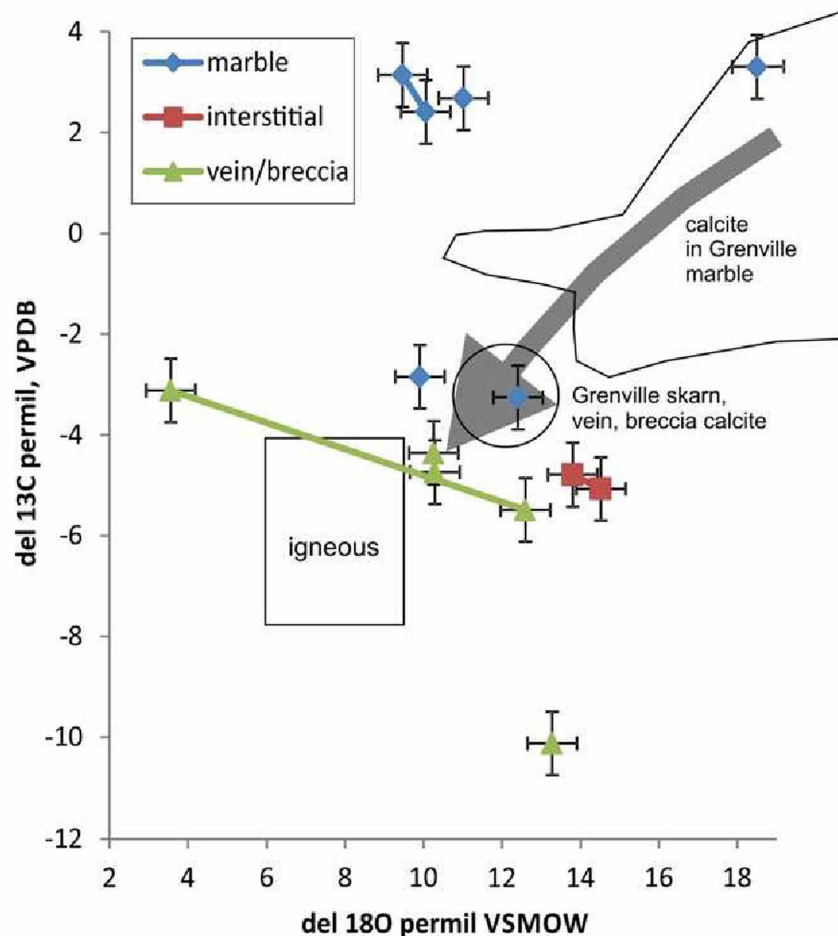 4
2
0
-2
-4
-6
-8
-10
-12
del 13C permil, VPDB
marble
interstitial
vein/breccia
calcite
in Grenville
marble
Grenville skarn,
vein, breccia calcite
igneous
2 4 6 8 10 12 14 16 18
del 18O permil VSMOW